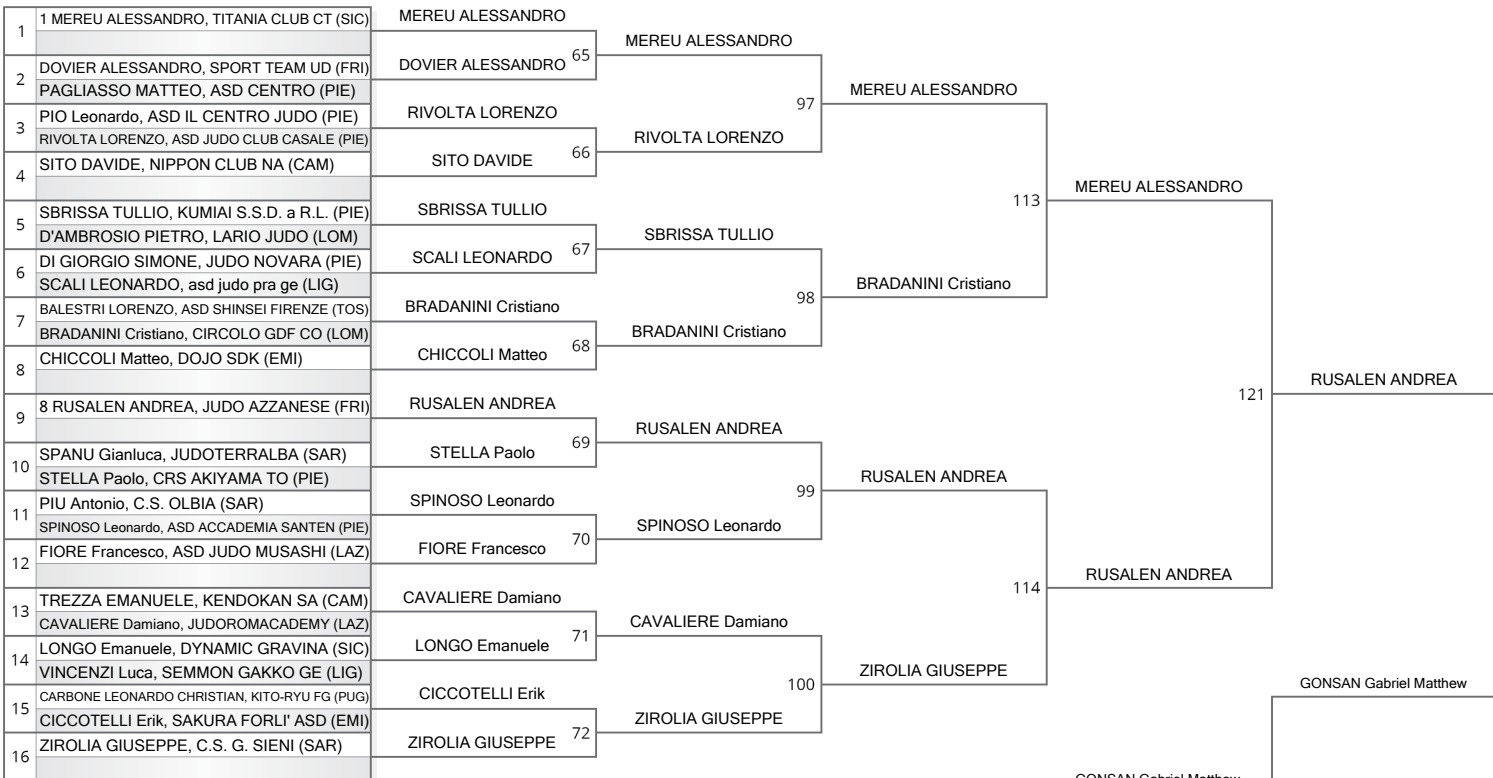 1
1 MEREU ALESSANDRO, TITANIA CLUB CT (SIC)
2
DOVIER ALESSANDRO, SPORT TEAM UD (FRI)
PAGLIASSO MATTEO, ASD CENTRO (PIE)
3
PIO Leonardo, ASD IL CENTRO JUDO (PIE)
RIVOLTA LORENZO, ASD JUDO CLUB CASALE (PIE)
4
SITO DAVIDE, NIPPON CLUB NA (CAM)
5
SBRISSA TULLIO, KUMIAI S.S.D. a R.L. (PIE)
D'AMBROSIO PIETRO, LARIO JUDO (LOM)
6
DI GIORGIO SIMONE, JUDO NOVARA (PIE)
SCALI LEONARDO, asd judo pra ge (LIG)
7
BALESTRI LORENZO, ASD SHINSEI FIRENZE (TOS)
BRADANINI Cristiano, CIRCOLO GDF CO (LOM)
8
CHICCOLI Matteo, DOJO SDK (EMI)
9
8 RUSALEN ANDREA, JUDO AZZANESE (FRI)
10
SPANU Gianluca, JUDOTERRALBA (SAR)
STELLA Paolo, CRS AKIYAMA TO (PIE)
11
PIU Antonio, C.S. OLBIA (SAR)
SPINOSO Leonardo, ASD ACCADEMIA SANTEN (PIE)
12
FIORE Francesco, ASD JUDO MUSASHI (LAZ)
13
TREZZA EMANUELE, KENDOKAN SA (CAM)
CAVALIERE Damiano, JUDOROMACADEMY (LAZ)
14
LONGO Emanuele, DYNAMIC GRAVINA (SIC)
VINCENZI Luca, SEMMON GAKKO GE (LIG)
15
CARBONE LEONARDO CHRISTIAN, KITO-RYU FG (PUG)
CICCOTELLI Erik, SAKURA FORLI' ASD (EMI)
16
ZIROLIA GIUSEPPE, C.S. G. SIENI (SAR)
MEREU ALESSANDRO
65
DOVIER ALESSANDRO
RIVOLTA LORENZO
66
SITO DAVIDE
SBRISSA TULLIO
67
SCALI LEONARDO
BRADANINI Cristiano
68
CHICCOLI Matteo
RUSALEN ANDREA
69
STELLA Paolo
SPINOSO Leonardo
70
FIORE Francesco
CAVALIERE Damiano
71
LONGO Emanuele
CICCOTELLI Erik
72
ZIROLIA GIUSEPPE
MEREU ALESSANDRO
97
RIVOLTA LORENZO
SBRISSA TULLIO
98
BRADANINI Cristiano
RUSALEN ANDREA
99
SPINOSO Leonardo
CAVALIERE Damiano
100
ZIROLIA GIUSEPPE
MEREU ALESSANDRO
113
BRADANINI Cristiano
RUSALEN ANDREA
114
ZIROLIA GIUSEPPE
MEREU ALESSANDRO
121
RUSALEN ANDREA
RUSALEN ANDREA
GONSAN Gabriel Matthew
GONSAN Gabriel Matthew